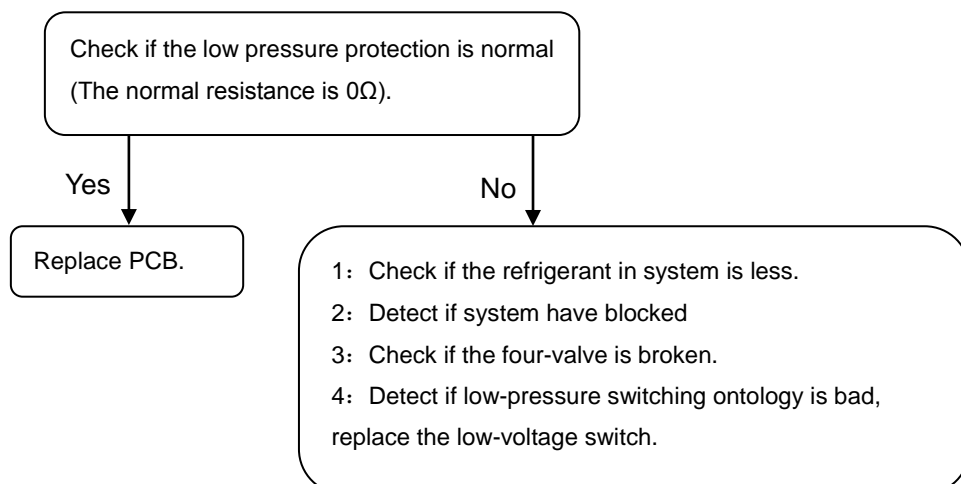 Check if the low pressure protection is normal
(The normal resistance is 0Ω).
Yes
No
Replace PCB.
1：Check if the refrigerant in system is less.
2：Detect if system have blocked
3：Check if the four-valve is broken.
4：Detect if low-pressure switching ontology is bad,
replace the low-voltage switch.